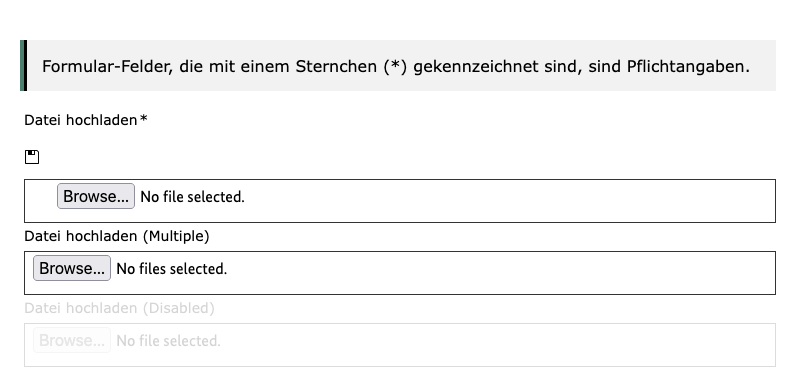 Formular-Felder, die mit einem Sternchen (*) gekennzeichnet sind, sind Pflichtangaben.
Datei hochladen*
Browse... No file selected.
Datei hochladen (Multiple)
Browse... No files selected.
Datei hochladen (Disabled)
Browse... No file selected.